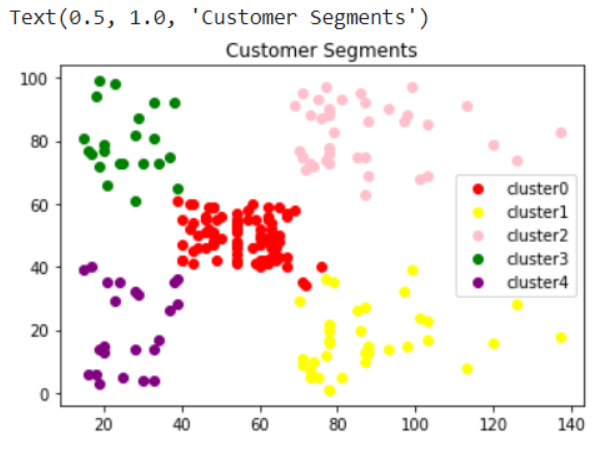 Text(0.5, 1.0, 'Customer Segments')
Customer Segments
100
80
60
40
20
0
cluster0
cluster1
cluster2
cluster3
cluster4
20 40 60 80 100 120 140